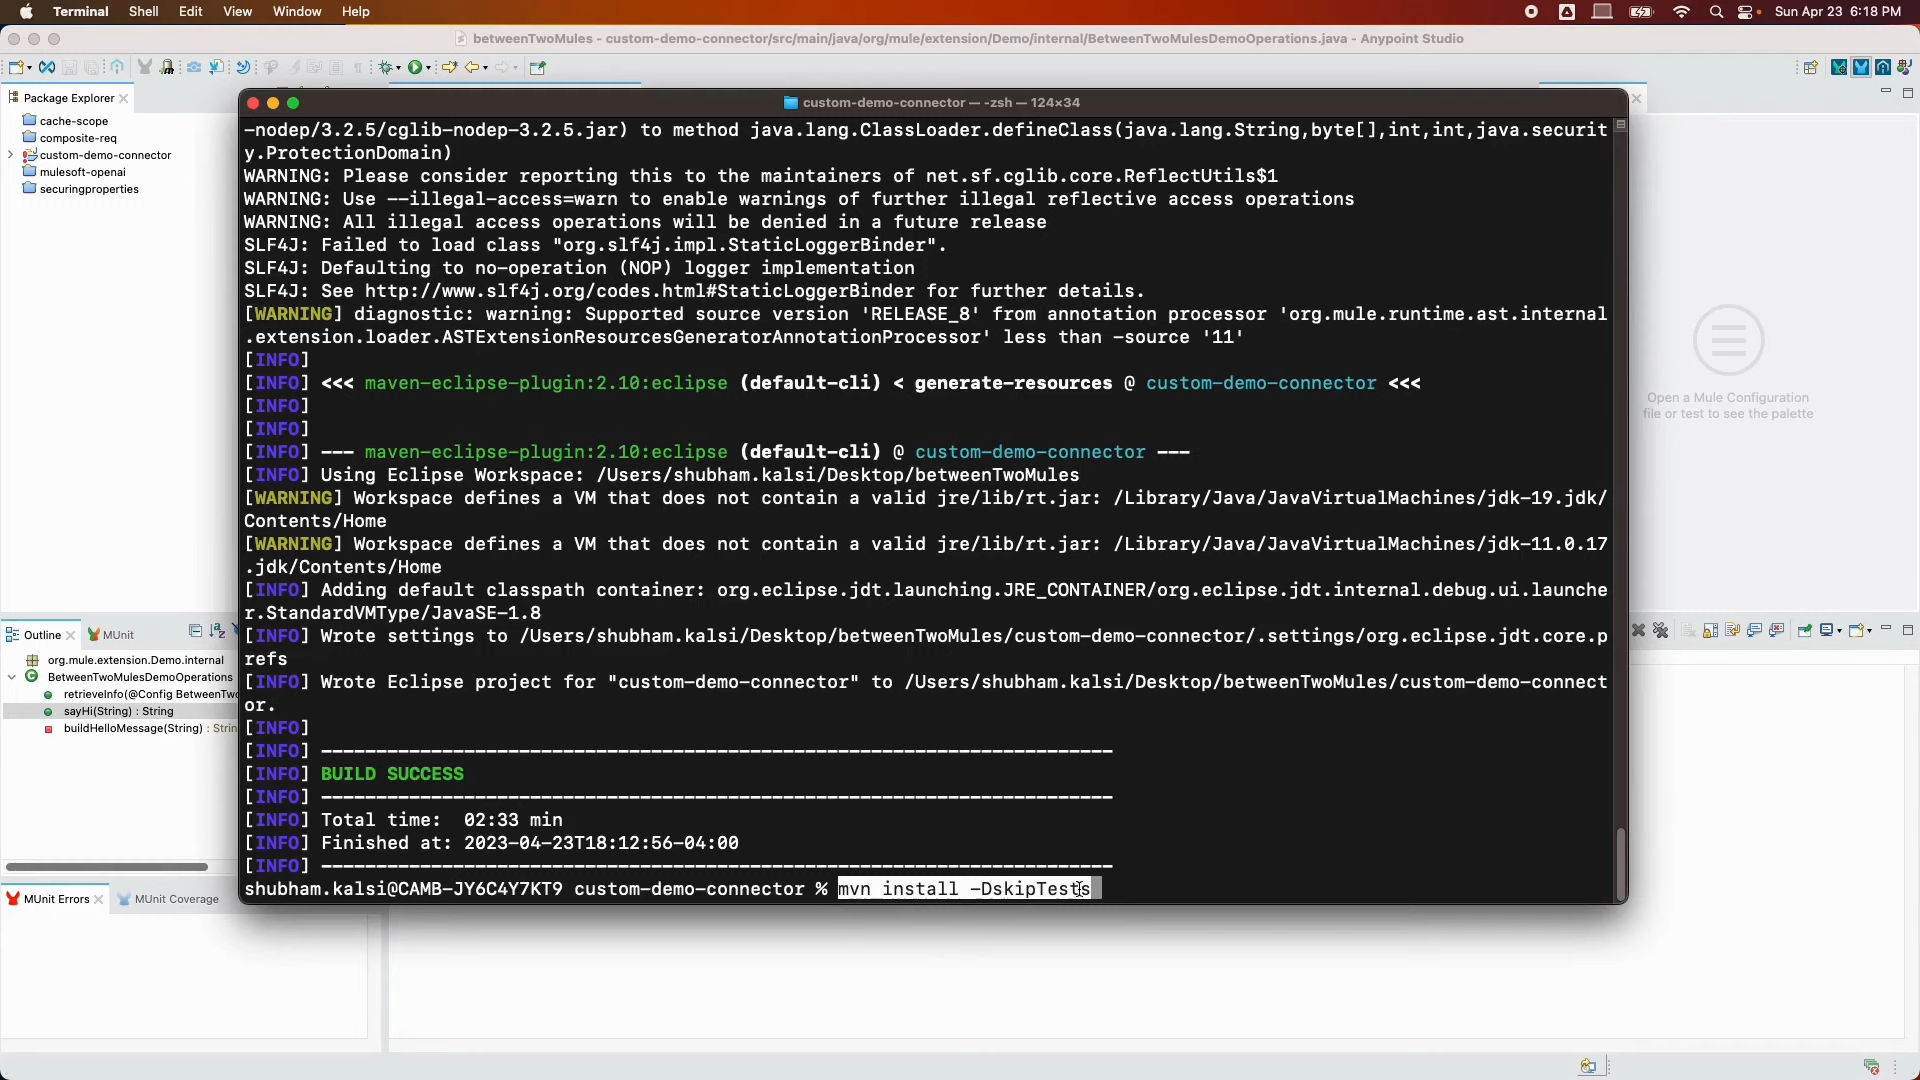 Terminal Shell Edit View Window Help Sun Apr 23 6:18 PM
betweenTwoMules - custom-demo-connector/src/main/java/org/mule/extension/Demo/internal/BetweenTwoMulesDemoOperations.java - Anypoint Studio
Package Explorer
cache-scope
composite-req
custom-demo-connector
mulesoft-openai
securingproperties
custom-demo-connector — -zsh — 124×34
-nodep/3.2.5/cglib-nodep-3.2.5.jar) to method java.lang.ClassLoader.defineClass(java.lang.String,byte[],int,int,java.securit
y.ProtectionDomain)
WARNING: Please consider reporting this to the maintainers of net.sf.cglib.core.ReflectUtils$1
WARNING: Use --illegal-access=warn to enable warnings of further illegal reflective access operations
WARNING: All illegal access operations will be denied in a future release
SLF4J: Failed to load class "org.slf4j.impl.StaticLoggerBinder".
SLF4J: Defaulting to no-operation (NOP) logger implementation
SLF4J: See http://www.slf4j.org/codes.html#StaticLoggerBinder for further details.
[WARNING] diagnostic: warning: Supported source version 'RELEASE_8' from annotation processor 'org.mule.runtime.ast.internal
.extension.loader.ASTExtensionResourcesGeneratorAnnotationProcessor' less than -source '11'
[INFO]
[INFO] <<< maven-eclipse-plugin:2.10:eclipse (default-cli) < generate-resources @ custom-demo-connector <<<
[INFO]
[INFO]
[INFO] --- maven-eclipse-plugin:2.10:eclipse (default-cli) @ custom-demo-connector ---
[INFO] Using Eclipse Workspace: /Users/shubham.kalsi/Desktop/betweenTwoMules
[WARNING] Workspace defines a VM that does not contain a valid jre/lib/rt.jar: /Library/Java/JavaVirtualMachines/jdk-19.jdk/
Contents/Home
[WARNING] Workspace defines a VM that does not contain a valid jre/lib/rt.jar: /Library/Java/JavaVirtualMachines/jdk-11.0.17
.jdk/Contents/Home
[INFO] Adding default classpath container: org.eclipse.jdt.launching.JRE_CONTAINER/org.eclipse.jdt.internal.debug.ui.launche
r.StandardVMType/JavaSE-1.8
[INFO] Wrote settings to /Users/shubham.kalsi/Desktop/betweenTwoMules/custom-demo-connector/.settings/org.eclipse.jdt.core.p
refs
[INFO] Wrote Eclipse project for "custom-demo-connector" to /Users/shubham.kalsi/Desktop/betweenTwoMules/custom-demo-connect
or.
[INFO]
[INFO] ------------------------------------------------------------------------
[INFO] BUILD SUCCESS
[INFO] ------------------------------------------------------------------------
[INFO] Total time:  02:33 min
[INFO] Finished at: 2023-04-23T18:12:56-04:00
[INFO] ------------------------------------------------------------------------
shubham.kalsi@CAMB-JY6C4Y7KT9 custom-demo-connector % mvn install -DskipTests
Open a Mule Configuration
file or test to see the palette
Outline MUnit
org.mule.extension.Demo.internal
BetweenTwoMulesDemoOperations
retrieveInfo(@Config BetweenTwo
sayHi(String) : String
buildHelloMessage(String) : Strin
MUnit Errors MUnit Coverage